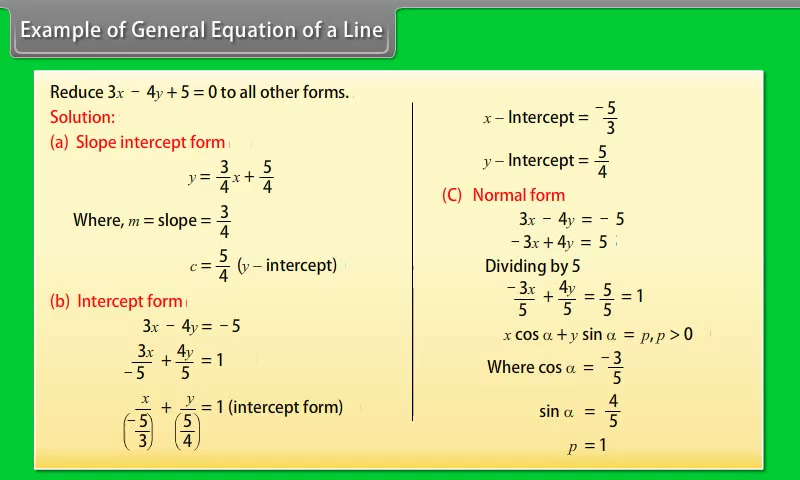 Example of General Equation of a Line
Reduce 3x − 4y + 5 = 0 to all other forms.
Solution:
(a) Slope intercept form
y = 3/4 x + 5/4
Where, m = slope = 3/4
c = 5/4 (y – intercept)
(b) Intercept form
3x − 4y = −5
3x/−5 + 4y/5 = 1
x/(−5/3) + y/(5/4) = 1 (intercept form)
x – Intercept = −5/3
y – Intercept = 5/4
(C) Normal form
3x − 4y = −5
−3x + 4y = 5
Dividing by 5
−3x/5 + 4y/5 = 5/5 = 1
x cos α + y sin α = p, p > 0
Where cos α = −3/5
sin α = 4/5
p = 1